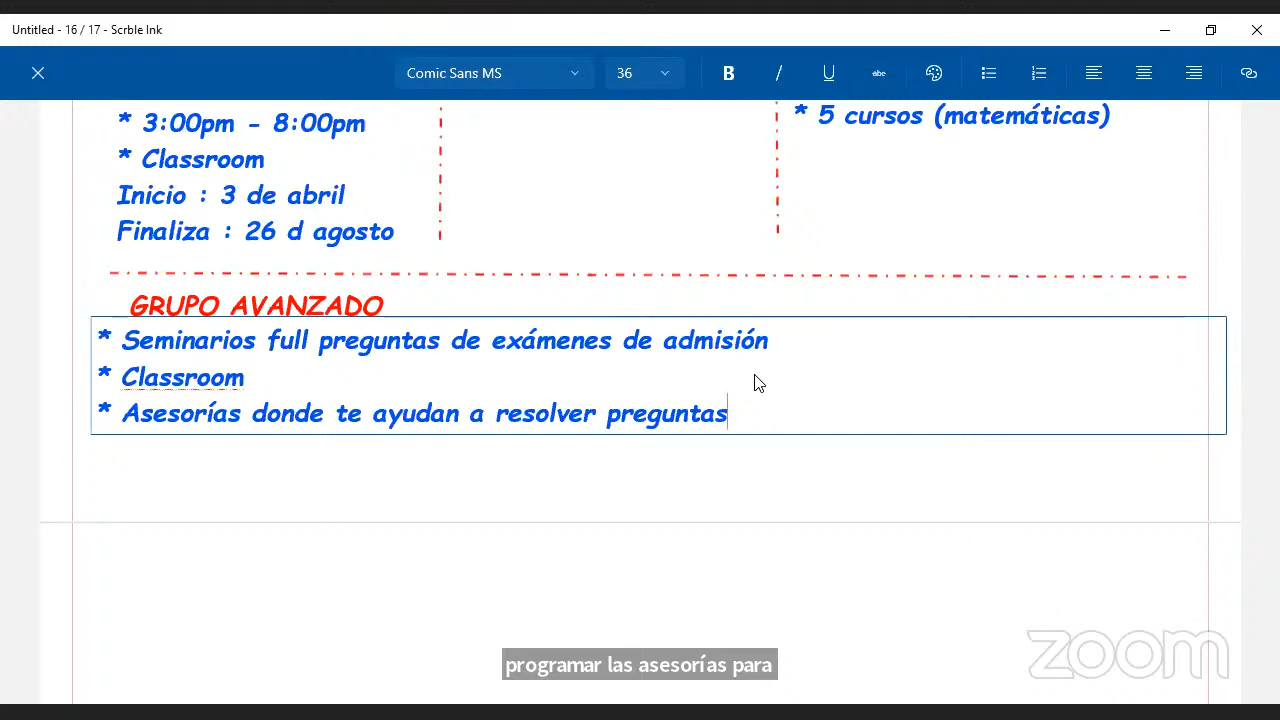 Untitled - 16 / 17 - Scrble Ink
Comic Sans MS 36 B / U abc
* 3:00pm - 8:00pm
* Classroom
Inicio : 3 de abril
Finaliza : 26 d agosto
* 5 cursos (matemáticas)
GRUPO AVANZADO
* Seminarios full preguntas de exámenes de admisión
* Classroom
* Asesorías donde te ayudan a resolver preguntas
programar las asesorías para
zoom